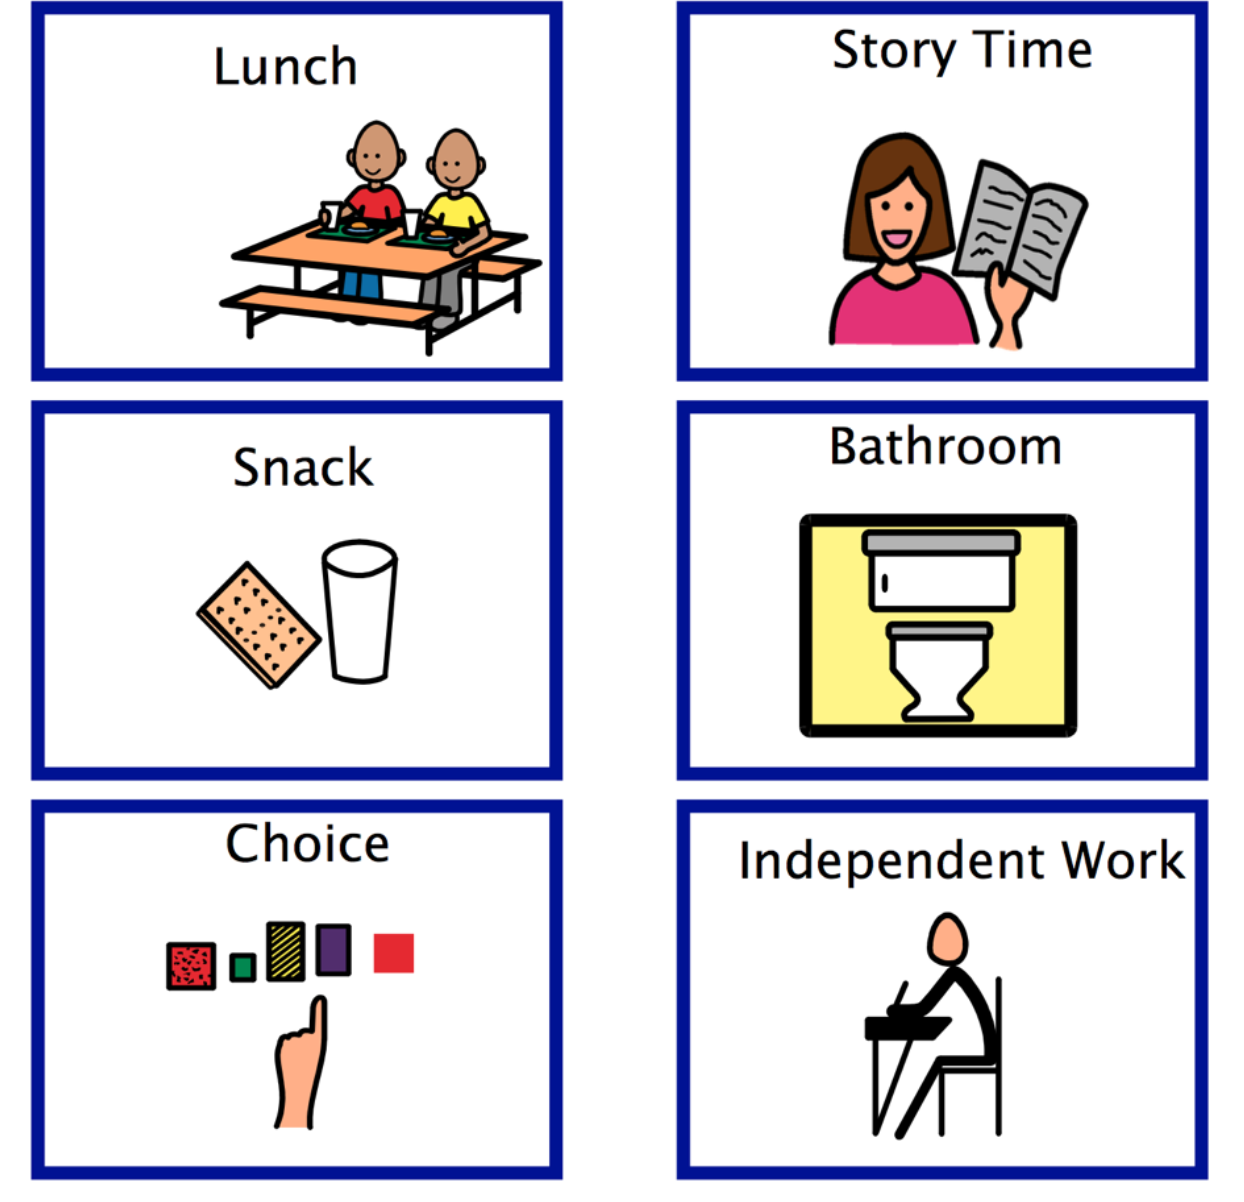 Lunch
Story Time
Snack
Bathroom
Choice
Independent Work